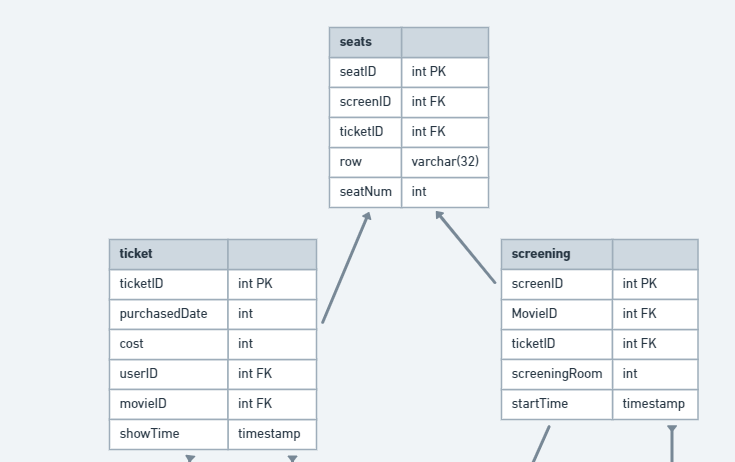 seats
seatID int PK
screenID int FK
ticketID int FK
row varchar(32)
seatNum int
ticket
ticketID int PK
purchasedDate int
cost int
userID int FK
movieID int FK
showTime timestamp
screening
screenID int PK
MovieID int FK
ticketID int FK
screeningRoom int
startTime timestamp